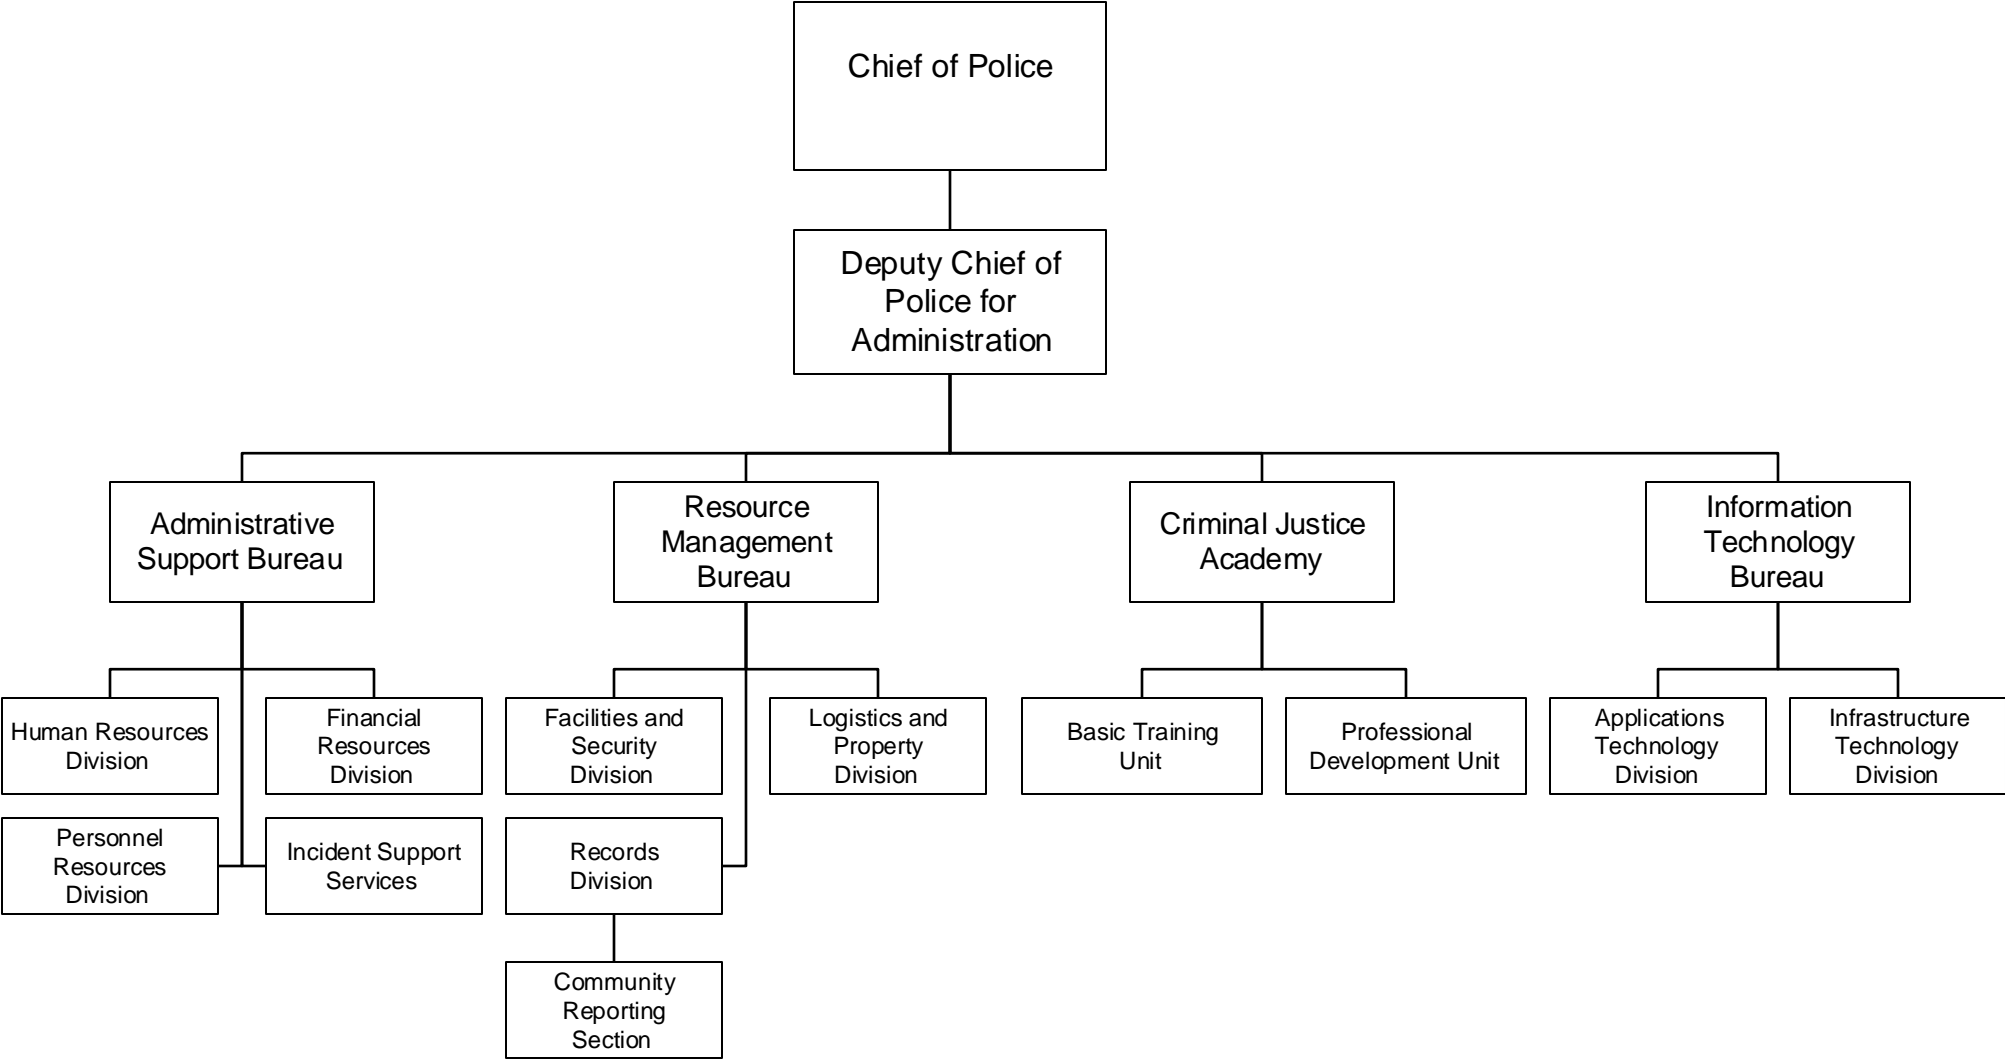 Chief of Police
Deputy Chief of
Police for
Administration
Administrative
Support Bureau
Resource
Management
Bureau
Criminal Justice
Academy
Information
Technology
Bureau
Human Resources
Division
Financial
Resources
Division
Facilities and
Security
Division
Logistics and
Property
Division
Basic Training
Unit
Professional
Development Unit
Applications
Technology
Division
Infrastructure
Technology
Division
Personnel
Resources
Division
Incident Support
Services
Records
Division
Community
Reporting
Section